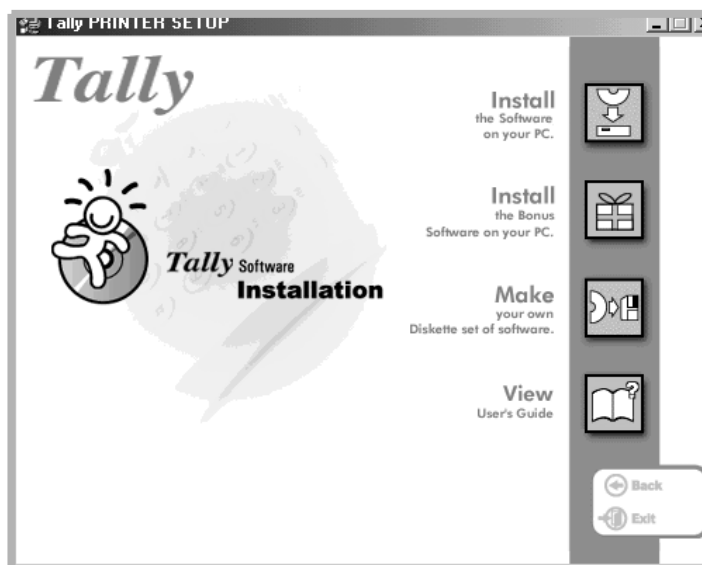 Tally PRINTER SETUP
Tally
Install
the Software
on your PC.
Install
the Bonus
Software on your PC.
Tally Software
Installation
Make
your own
Diskette set of software.
View
User's Guide
Back
Exit